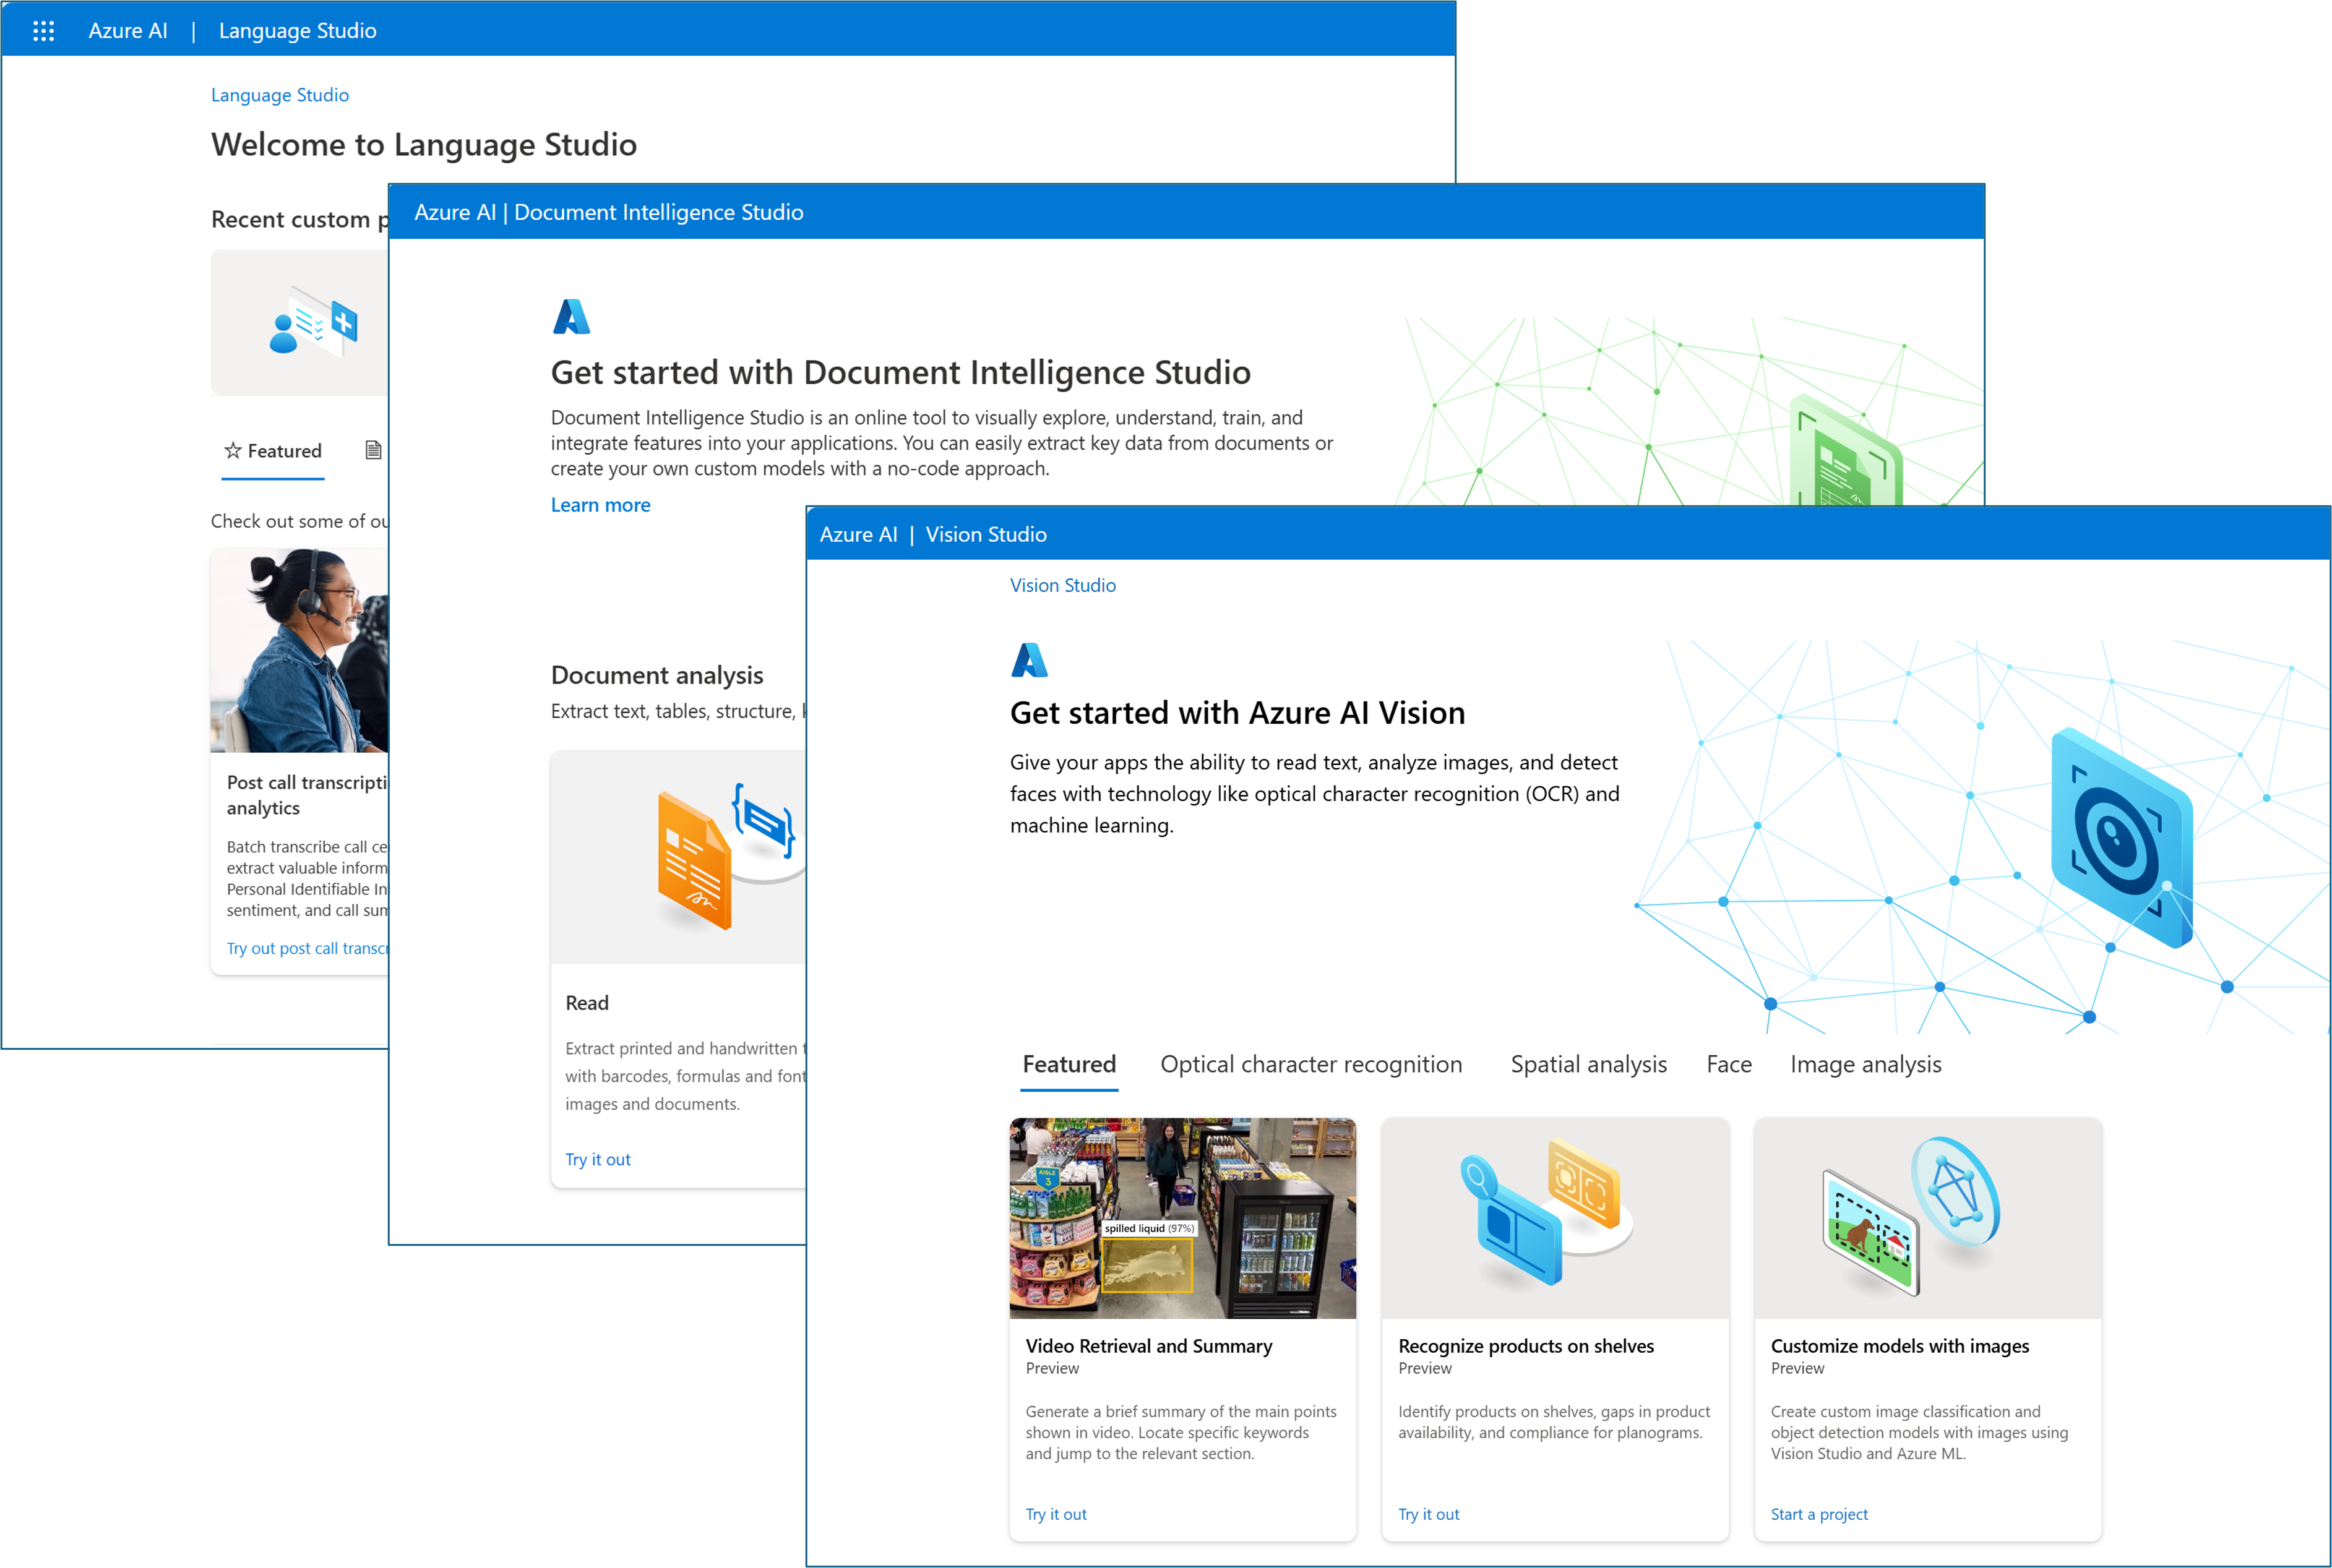 Azure AI | Language Studio
Language Studio
Welcome to Language Studio
Recent custom p
Featured
Check out some of ou
Post call transcripti
analytics
Batch transcribe call ce
extract valuable inform
Personal Identifiable In
sentiment, and call sum
Try out post call transcr
Azure AI | Document Intelligence Studio
Get started with Document Intelligence Studio
Document Intelligence Studio is an online tool to visually explore, understand, train, and
integrate features into your applications. You can easily extract key data from documents or
create your own custom models with a no-code approach.
Learn more
Document analysis
Extract text, tables, structure, k
Read
Extract printed and handwritten t
with barcodes, formulas and font
images and documents.
Try it out
Azure AI | Vision Studio
Vision Studio
Get started with Azure AI Vision
Give your apps the ability to read text, analyze images, and detect
faces with technology like optical character recognition (OCR) and
machine learning.
Featured Optical character recognition Spatial analysis Face Image analysis
AISLE
3
spilled liquid (97%)
Video Retrieval and Summary
Preview
Generate a brief summary of the main points
shown in video. Locate specific keywords
and jump to the relevant section.
Try it out
Recognize products on shelves
Preview
Identify products on shelves, gaps in product
availability, and compliance for planograms.
Try it out
Customize models with images
Preview
Create custom image classification and
object detection models with images using
Vision Studio and Azure ML.
Start a project